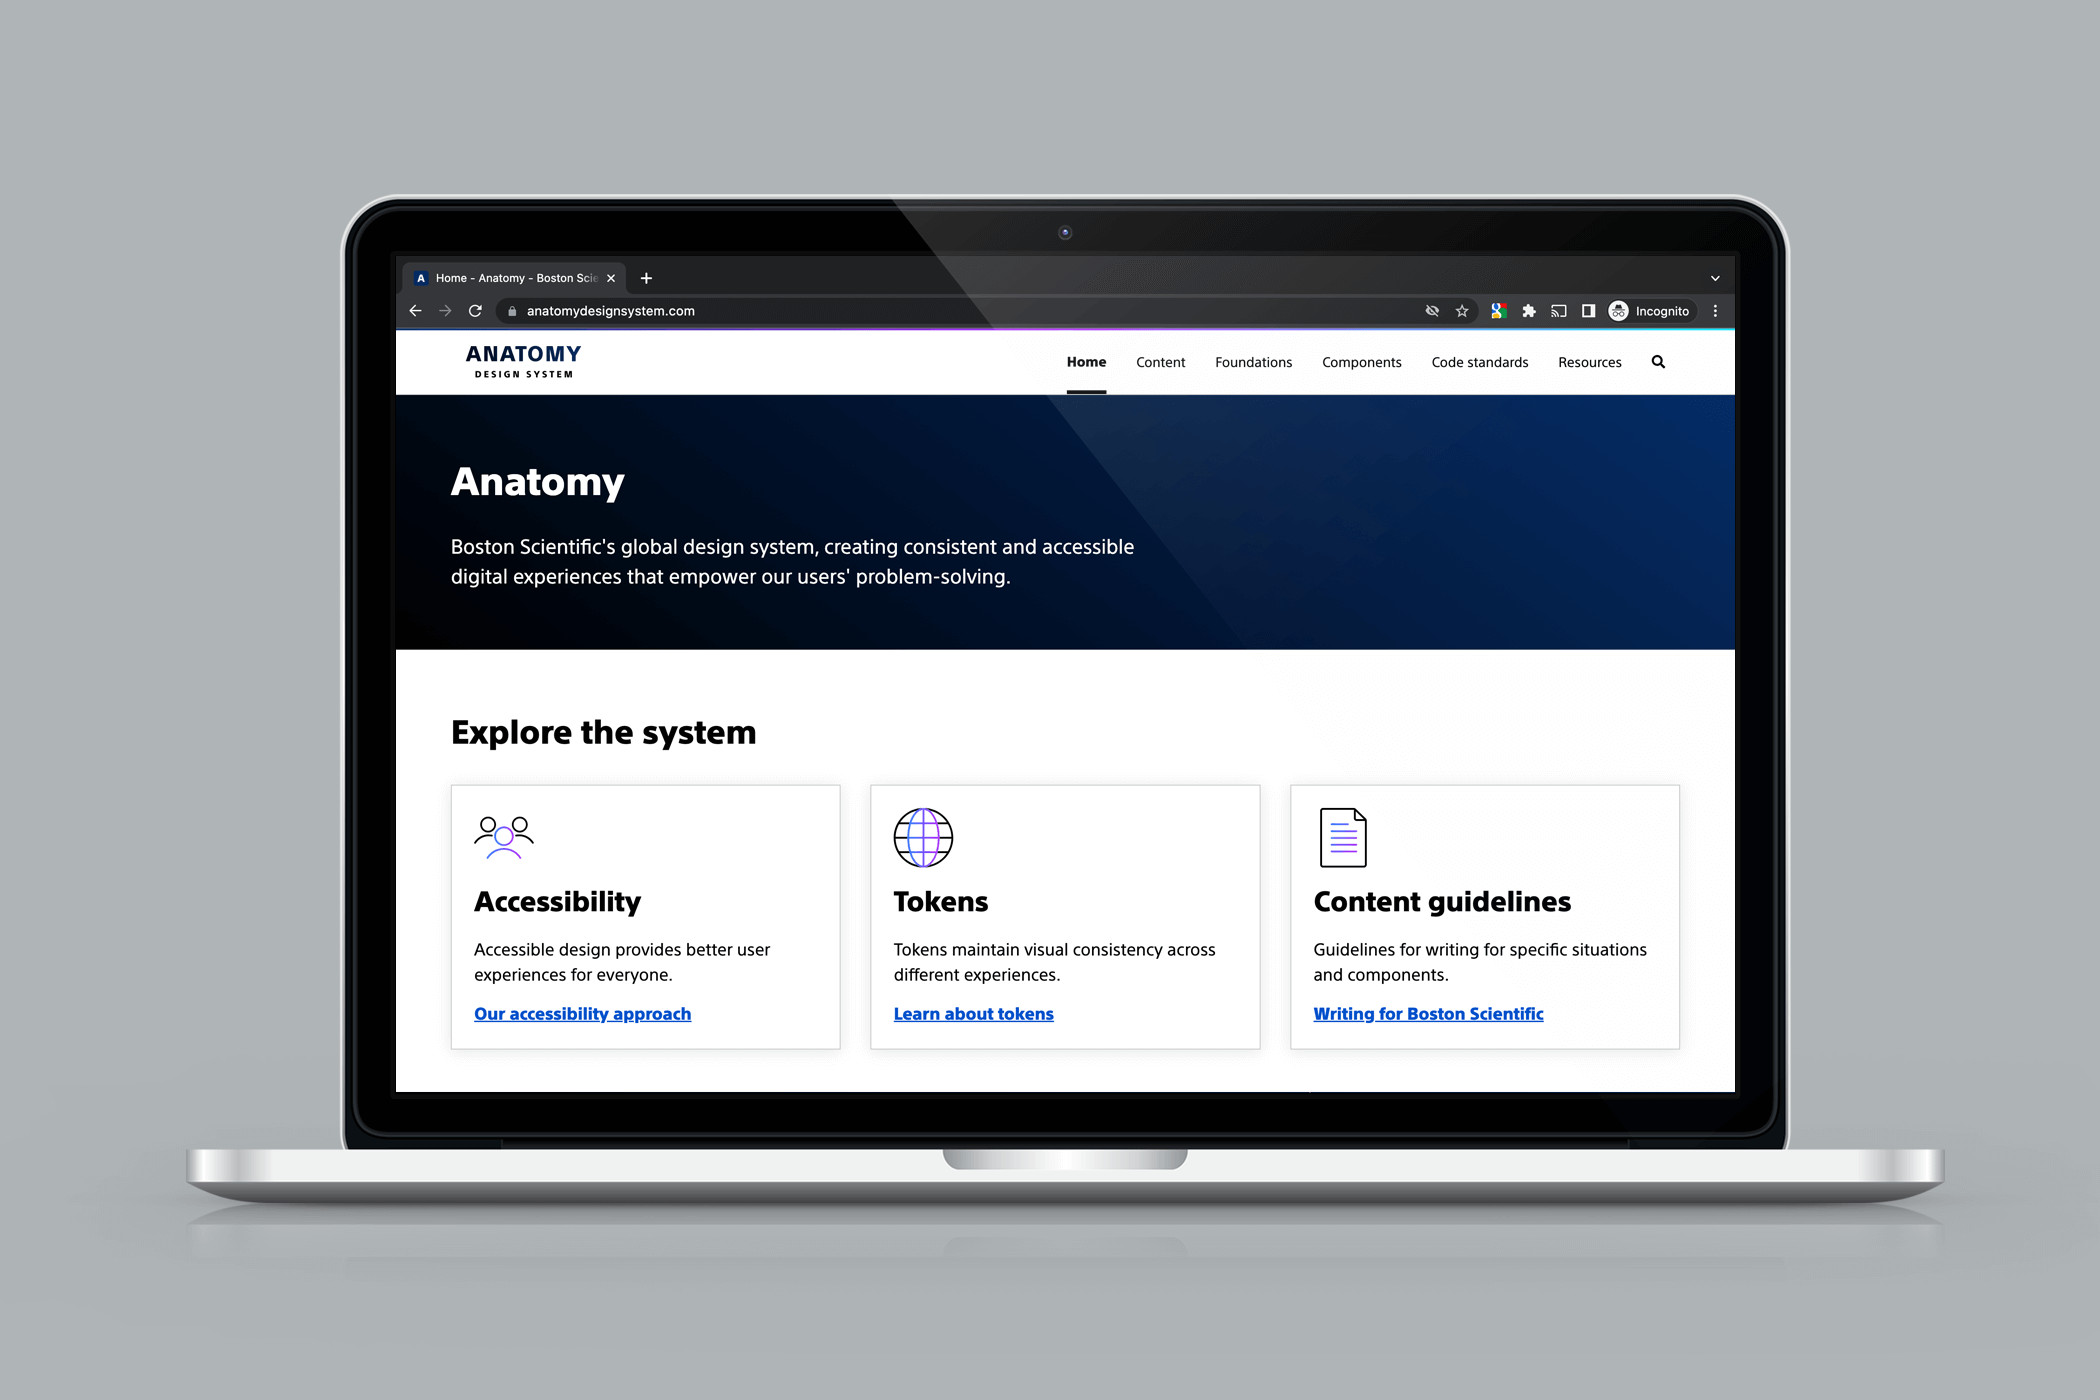 A Home - Anatomy - Boston Scie
anatomydesignsystem.com
Incognito
ANATOMY
DESIGN SYSTEM
Home Content Foundations Components Code standards Resources
Anatomy
Boston Scientific's global design system, creating consistent and accessible
digital experiences that empower our users' problem-solving.
Explore the system
Accessibility
Accessible design provides better user
experiences for everyone.
Our accessibility approach
Tokens
Tokens maintain visual consistency across
different experiences.
Learn about tokens
Content guidelines
Guidelines for writing for specific situations
and components.
Writing for Boston Scientific